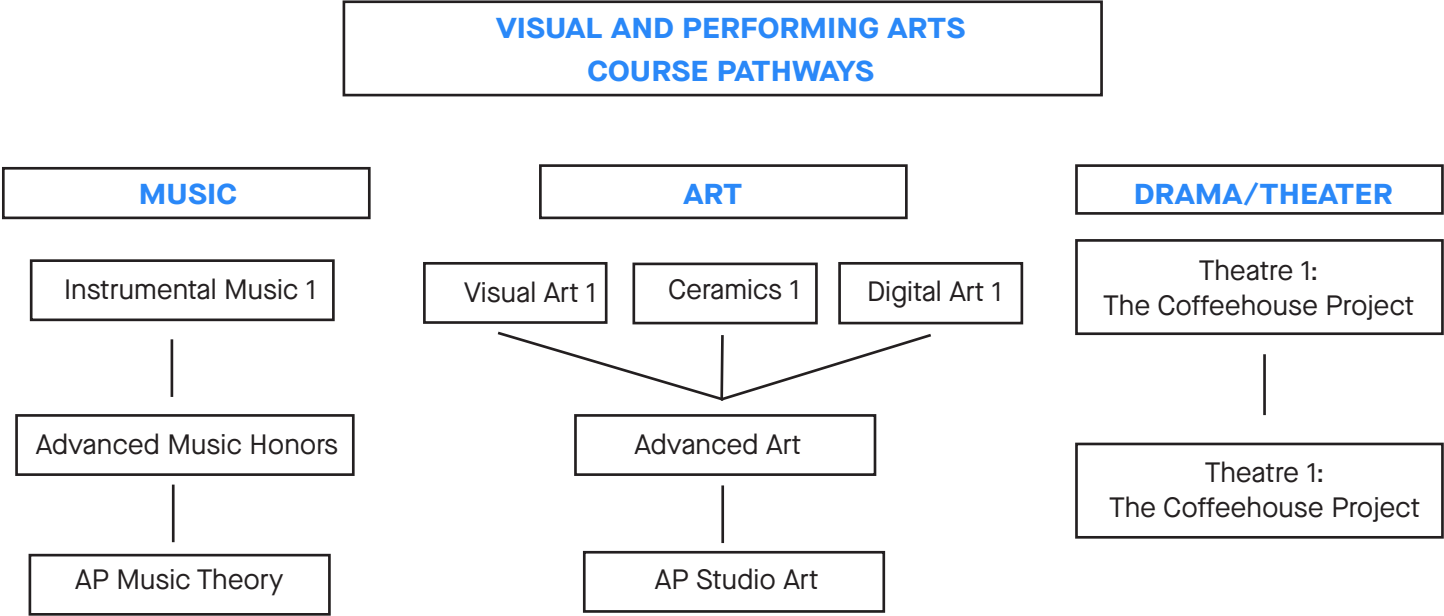 VISUAL AND PERFORMING ARTS
COURSE PATHWAYS
MUSIC
Instrumental Music 1
Advanced Music Honors
AP Music Theory
ART
Visual Art 1
Ceramics 1
Digital Art 1
Advanced Art
AP Studio Art
DRAMA/THEATER
Theatre 1:
The Coffeehouse Project
Theatre 1:
The Coffeehouse Project